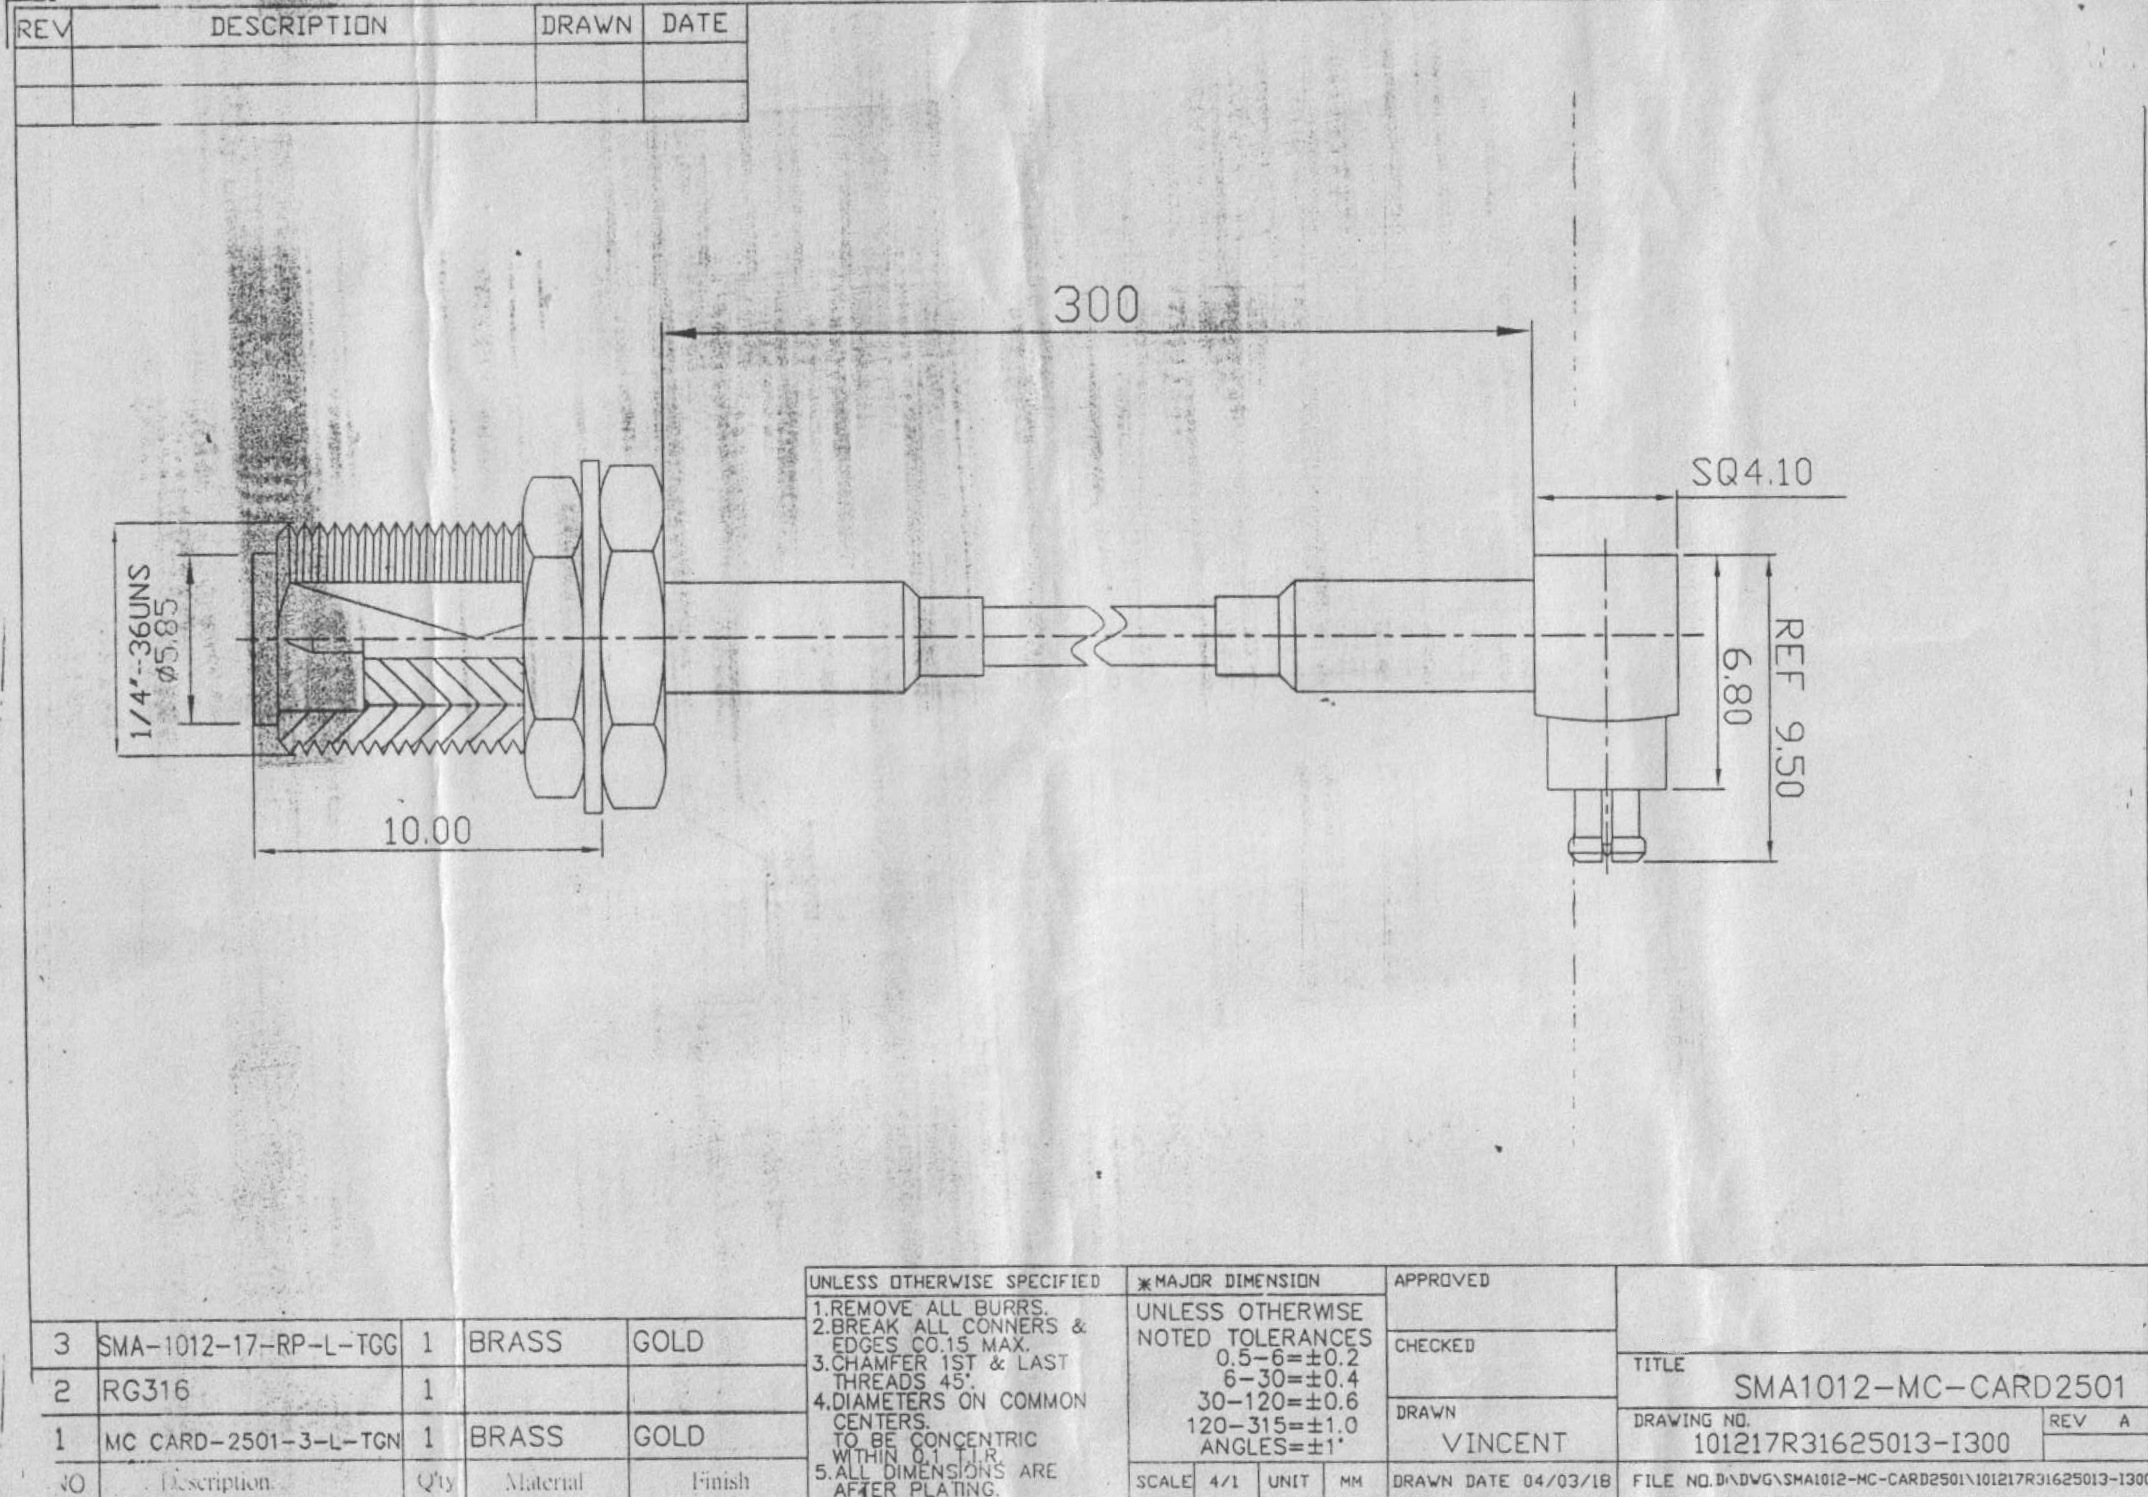 REV DESCRIPTION DRAWN DATE
300
SQ4.10
1/4"-36UNS
ø5.85
REF 9.50
6.80
10.00
3 SMA-1012-17-RP-L-TGG 1 BRASS GOLD
2 RG316 1
1 MC CARD-2501-3-L-TGN 1 BRASS GOLD
NO Description Q'ty Material Finish
UNLESS OTHERWISE SPECIFIED
1.REMOVE ALL BURRS.
2.BREAK ALL CONNERS &
EDGES CO.15 MAX.
3.CHAMFER 1ST & LAST
THREADS 45°.
4.DIAMETERS ON COMMON
CENTERS.
TO BE CONCENTRIC
WITHIN 0.1 T.I.R.
5.ALL DIMENSIONS ARE
AFTER PLATING.
*MAJOR DIMENSION
UNLESS OTHERWISE
NOTED TOLERANCES
0.5-6=±0.2
6-30=±0.4
30-120=±0.6
120-315=±1.0
ANGLES=±1°
SCALE 4/1 UNIT MM
APPROVED
CHECKED
DRAWN
VINCENT
DRAWN DATE 04/03/18
TITLE
SMA1012-MC-CARD2501
DRAWING NO.
101217R31625013-I300
REV A
FILE NO. D:\DWG\SMA1012-MC-CARD2501\101217R31625013-I300